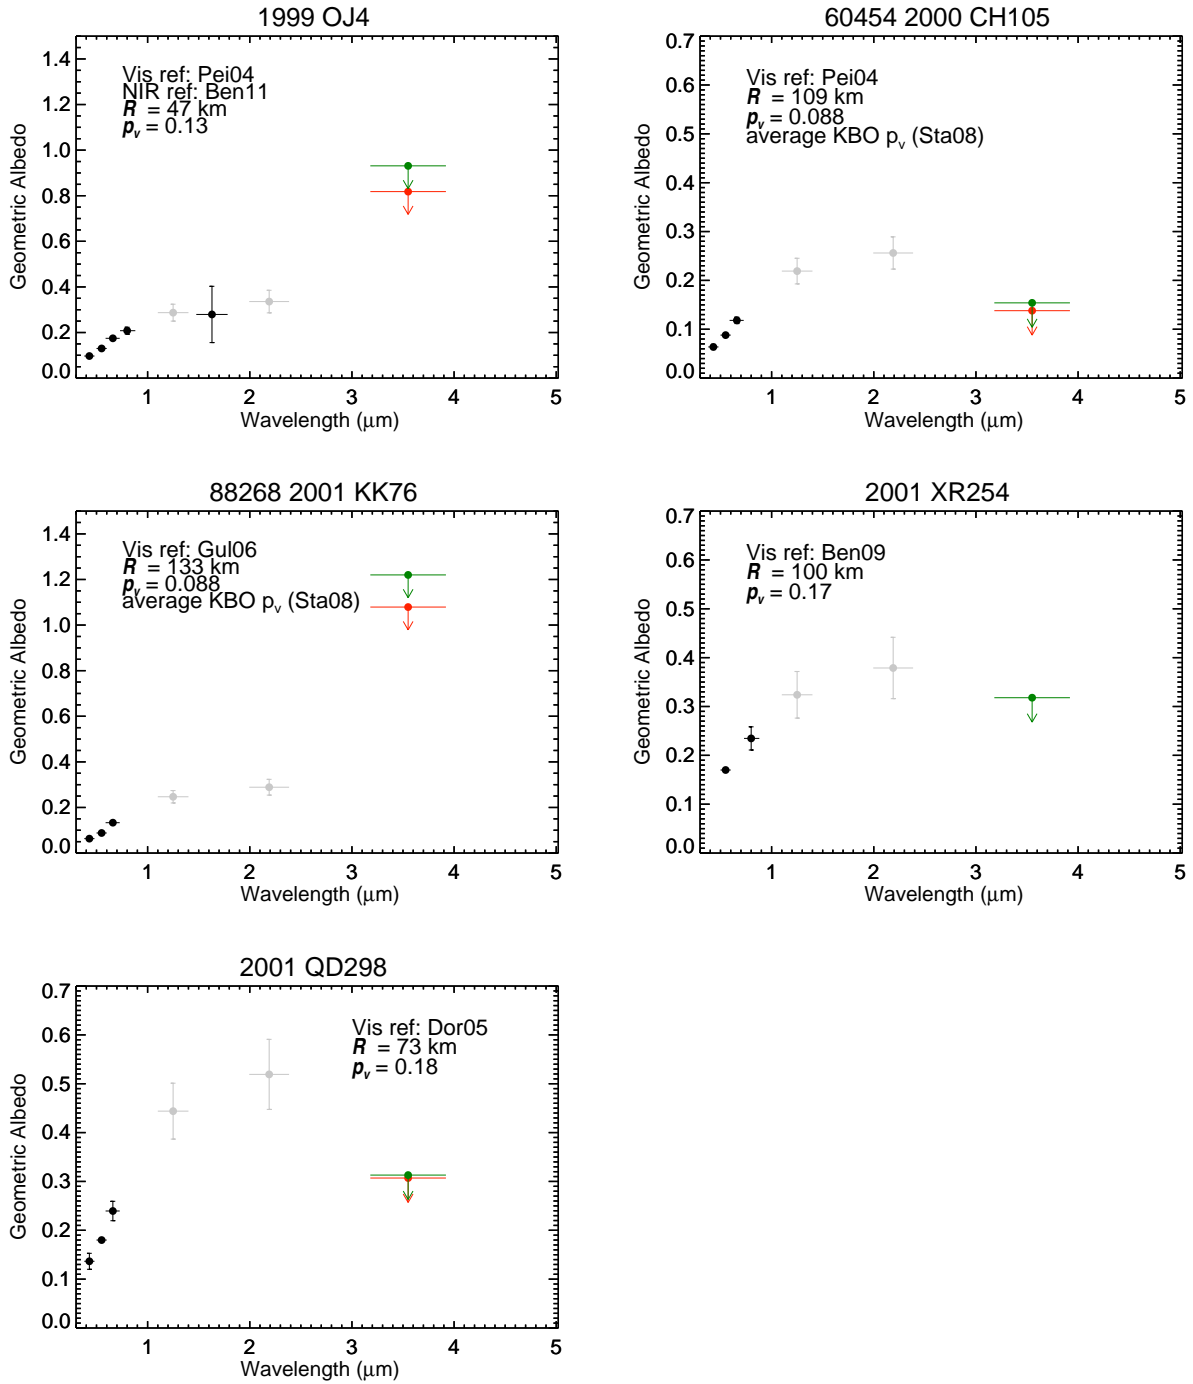 1999 OJ4
Geometric Albedo
1.4
1.2
1.0
0.8
0.6
0.4
0.2
0.0
Vis ref: Pei04
NIR ref: Ben11
R = 47 km
pv = 0.13
1 2 3 4 5
Wavelength (μm)
60454 2000 CH105
Geometric Albedo
0.7
0.6
0.5
0.4
0.3
0.2
0.1
0.0
Vis ref: Pei04
R = 109 km
pv = 0.088
average KBO pv (Sta08)
1 2 3 4 5
Wavelength (μm)
88268 2001 KK76
Geometric Albedo
1.4
1.2
1.0
0.8
0.6
0.4
0.2
0.0
Vis ref: Gul06
R = 133 km
pv = 0.088
average KBO pv (Sta08)
1 2 3 4 5
Wavelength (μm)
2001 XR254
Geometric Albedo
0.7
0.6
0.5
0.4
0.3
0.2
0.1
0.0
Vis ref: Ben09
R = 100 km
pv = 0.17
1 2 3 4 5
Wavelength (μm)
2001 QD298
Geometric Albedo
0.7
0.6
0.5
0.4
0.3
0.2
0.1
0.0
Vis ref: Dor05
R = 73 km
pv = 0.18
1 2 3 4 5
Wavelength (μm)